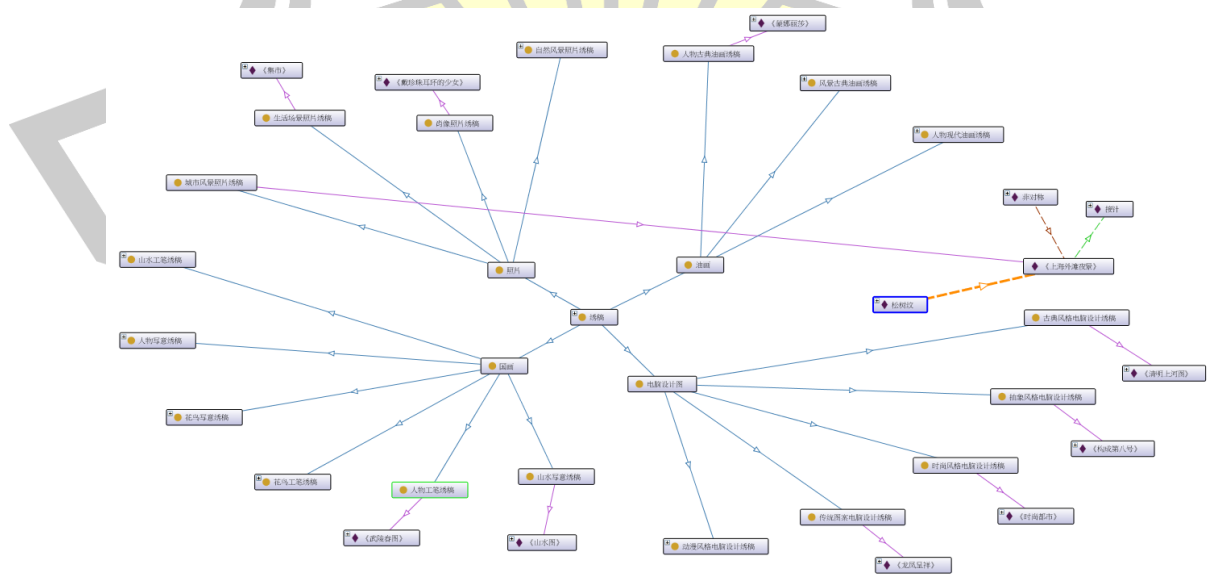 《蒙娜丽莎》
自然风景照片绣稿
人物古典油画绣稿
《集市》
《戴珍珠耳环的少女》
风景古典油画绣稿
生活场景照片绣稿
肖像照片绣稿
人物现代油画绣稿
城市风景照片绣稿
非对称
接针
山水工笔绣稿
照片
油画
《上海外滩夜景》
松树纹
绣稿
古典风格电脑设计绣稿
人物写意绣稿
国画
《清明上河图》
电脑设计图
抽象风格电脑设计绣稿
花鸟写意绣稿
《构成第八号》
时尚风格电脑设计绣稿
花鸟工笔绣稿
人物工笔绣稿
山水写意绣稿
《时尚都市》
传统图案电脑设计绣稿
《武陵春图》
《山水图》
动漫风格电脑设计绣稿
《龙凤呈祥》